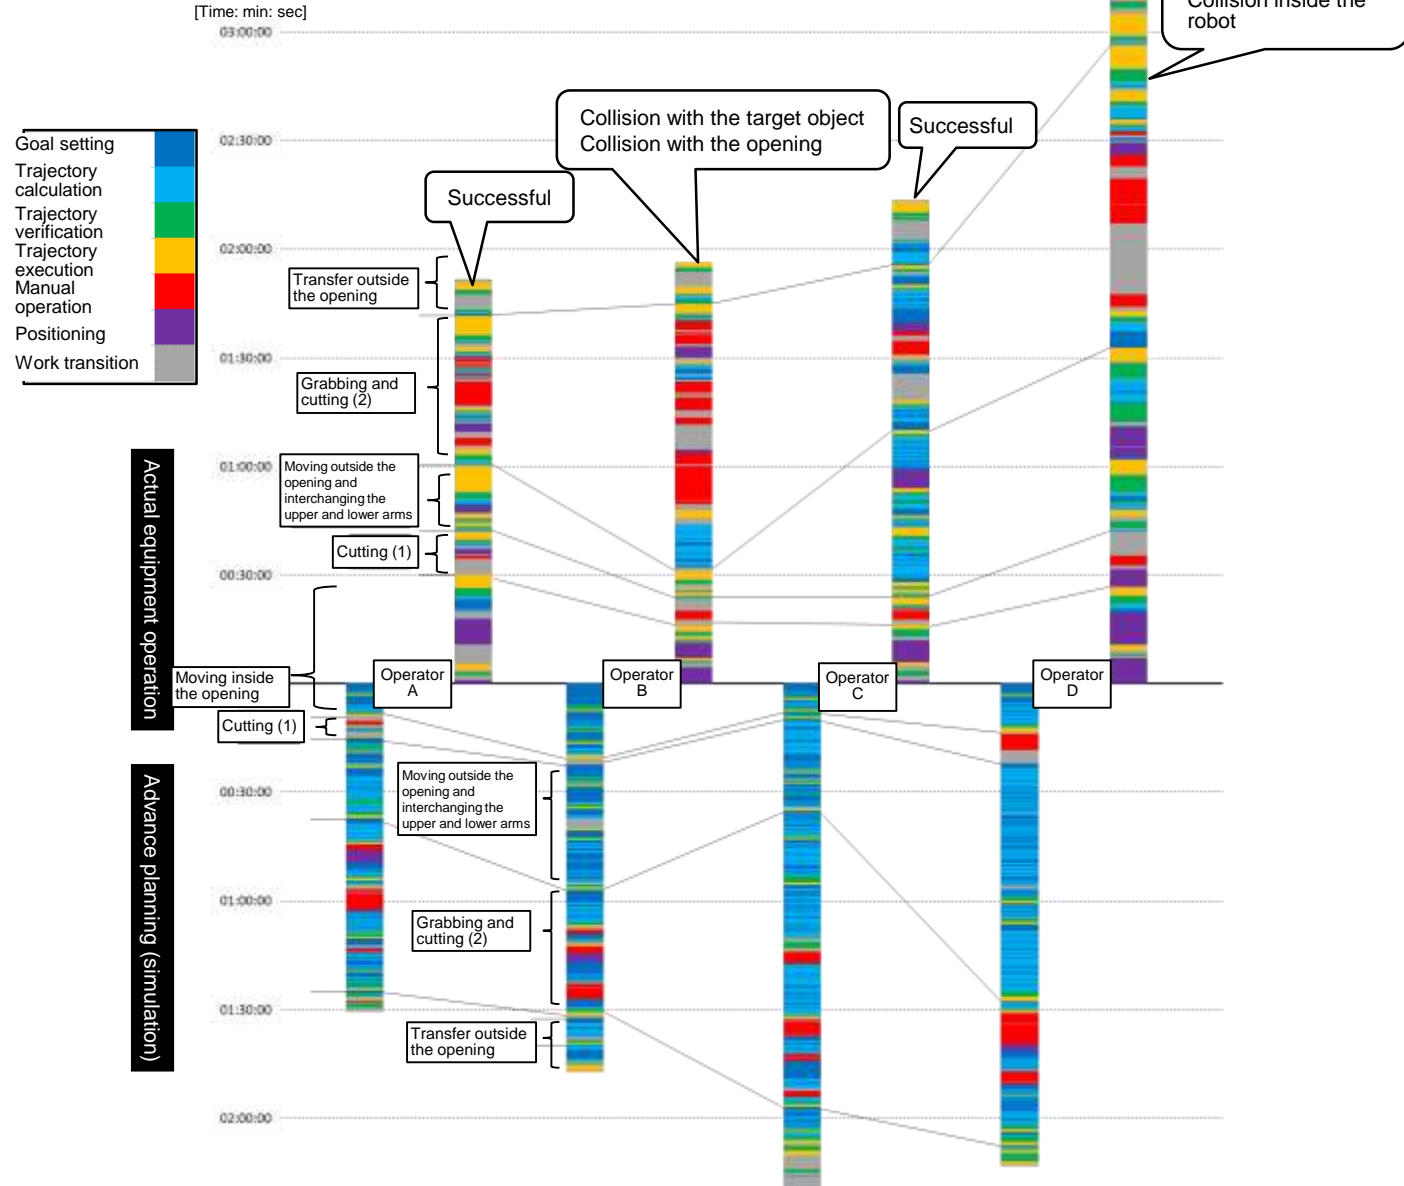 [Time: min: sec]
03:00:00
Collision inside the
robot
Collision with the target object
Collision with the opening
Successful
02:30:00
Goal setting
Trajectory
calculation
Trajectory
verification
Trajectory
execution
Manual
operation
Positioning
Work transition
Successful
02:00:00
Transfer outside
the opening
01:30:00
Grabbing and
cutting (2)
01:00:00
Moving outside the
opening and
interchanging the
upper and lower arms
Cutting (1)
00:30:00
Actual equipment operation
Moving inside
the opening
Operator
A
Operator
B
Operator
C
Operator
D
Cutting (1)
Advance planning (simulation)
Moving outside the
opening and
interchanging the
upper and lower arms
00:30:00
01:00:00
Grabbing and
cutting (2)
01:30:00
Transfer outside
the opening
02:00:00